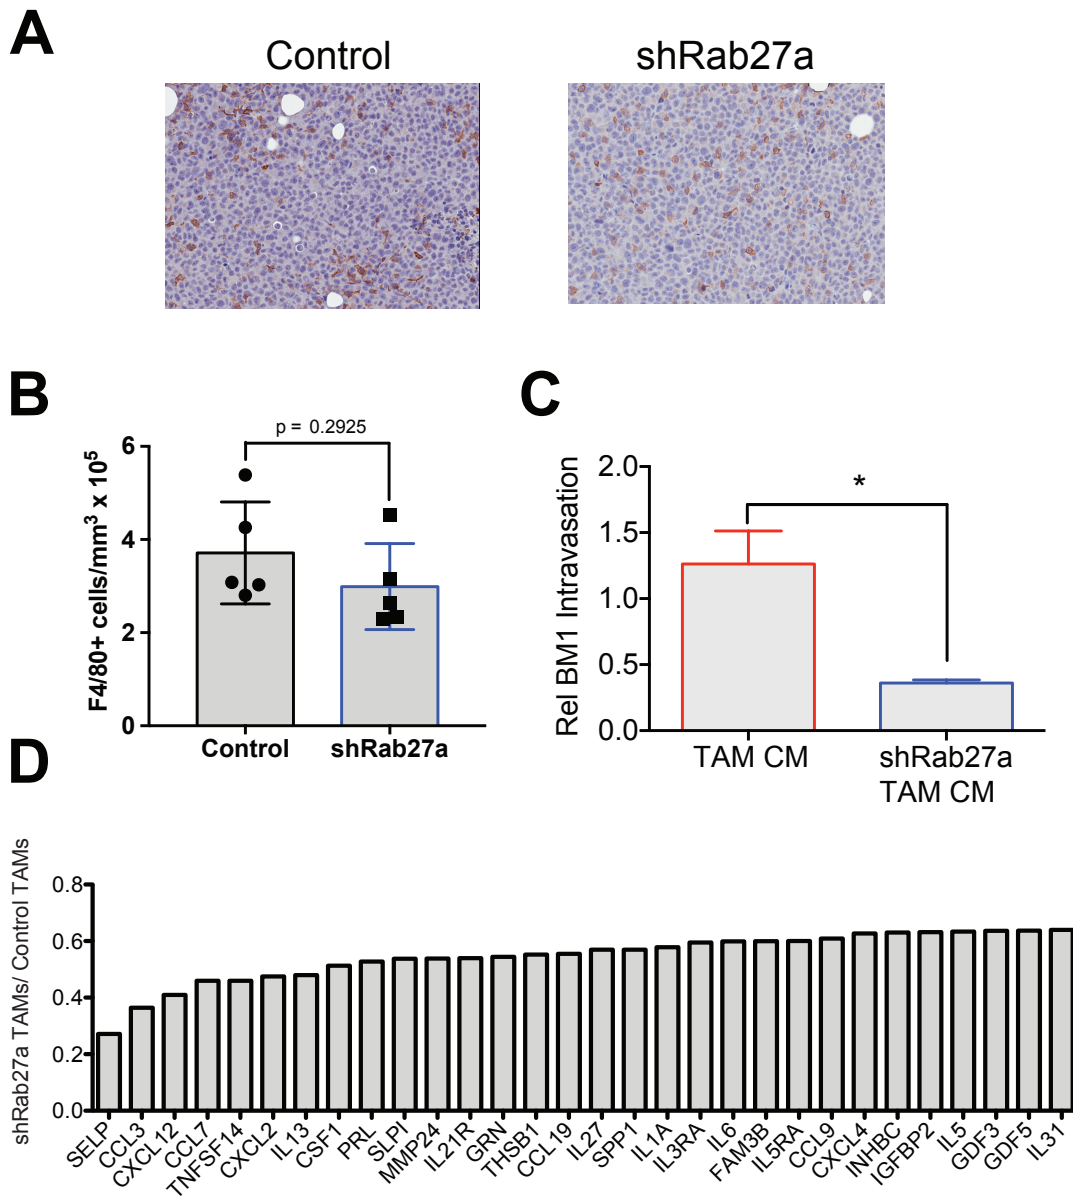 A
Control
shRab27a
B
p = 0.2925
F4/80+ cells/mm³ x 10⁵
6
4
2
0
Control
shRab27a
C
*
Rel BM1 Intravasation
2.0
1.5
1.0
0.5
0.0
TAM CM
shRab27a
TAM CM
D
shRab27a TAMs/ Control TAMs
0.8
0.6
0.4
0.2
0.0
SELP
CCL3
CXCL12
CCL7
TNFSF14
CXCL2
IL13
CSF1
PRL
SLPI
MMP24
IL21R
GRN
THSB1
CCL19
IL27
SPP1
IL1A
IL3RA
IL6
FAM3B
IL5RA
CCL9
CXCL4
INHBC
IGFBP2
IL5
GDF3
GDF5
IL31